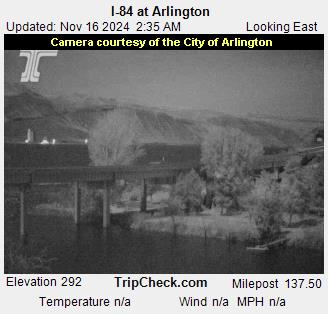 I-84 at Arlington
Updated: Nov 16 2024 2:35 AM Looking East
Camera courtesy of the City of Arlington
Elevation 292 TripCheck.com Milepost 137.50
Temperature n/a Wind n/a MPH n/a